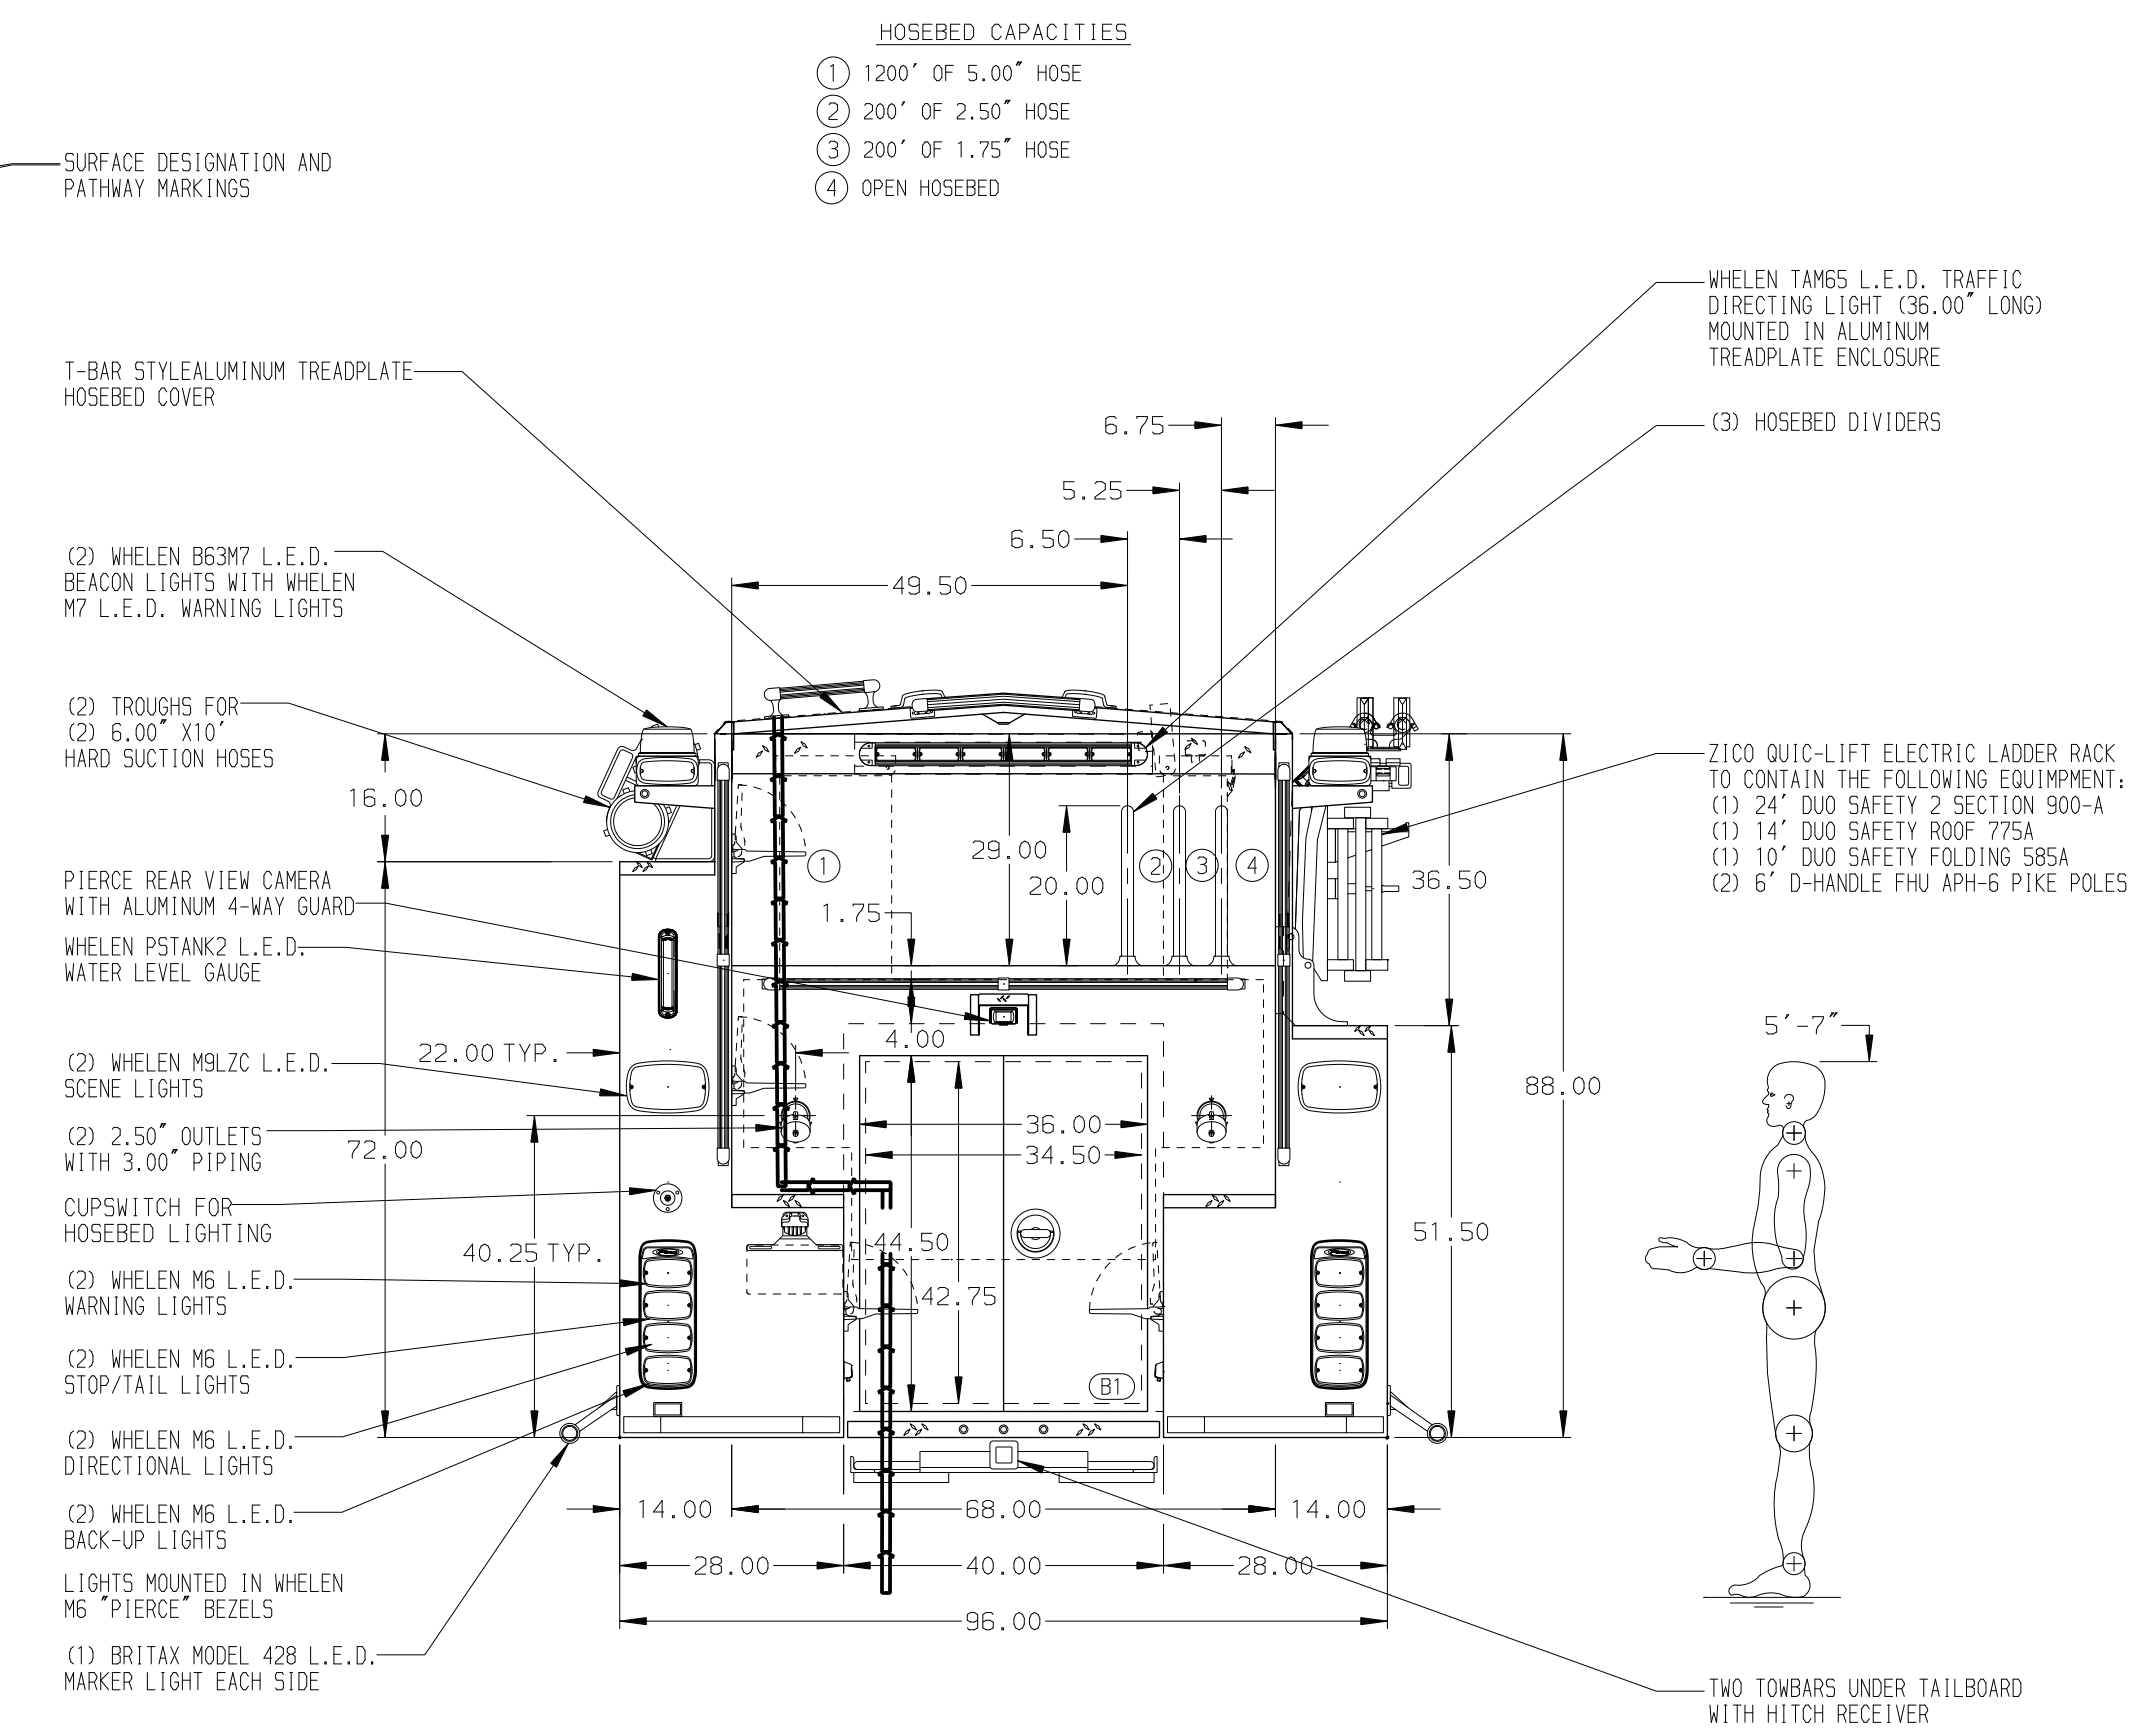 HOSEBED CAPACITIES
1 1200' OF 5.00" HOSE
2 200' OF 2.50" HOSE
3 200' OF 1.75" HOSE
4 OPEN HOSEBED
SURFACE DESIGNATION AND
PATHWAY MARKINGS
T-BAR STYLEALUMINUM TREADPLATE
HOSEBED COVER
(2) WHELEN B63M7 L.E.D.
BEACON LIGHTS WITH WHELEN
M7 L.E.D. WARNING LIGHTS
(2) TROUGHS FOR
(2) 6.00" X10'
HARD SUCTION HOSES
PIERCE REAR VIEW CAMERA
WITH ALUMINUM 4-WAY GUARD
WHELEN PSTANK2 L.E.D.
WATER LEVEL GAUGE
(2) WHELEN M9LZC L.E.D.
SCENE LIGHTS
(2) 2.50" OUTLETS
WITH 3.00" PIPING
CUPSWITCH FOR
HOSEBED LIGHTING
(2) WHELEN M6 L.E.D.
WARNING LIGHTS
(2) WHELEN M6 L.E.D.
STOP/TAIL LIGHTS
(2) WHELEN M6 L.E.D.
DIRECTIONAL LIGHTS
(2) WHELEN M6 L.E.D.
BACK-UP LIGHTS
LIGHTS MOUNTED IN WHELEN
M6 "PIERCE" BEZELS
(1) BRITAX MODEL 428 L.E.D.
MARKER LIGHT EACH SIDE
6.75
5.25
6.50
49.50
16.00
29.00
20.00
1.75
1
2
3
4
36.50
4.00
22.00 TYP.
88.00
36.00
34.50
72.00
51.50
44.50
40.25 TYP.
42.75
B1
14.00
68.00
14.00
28.00
40.00
28.00
96.00
WHELEN TAM65 L.E.D. TRAFFIC
DIRECTING LIGHT (36.00" LONG)
MOUNTED IN ALUMINUM
TREADPLATE ENCLOSURE
(3) HOSEBED DIVIDERS
ZICO QUIC-LIFT ELECTRIC LADDER RACK
TO CONTAIN THE FOLLOWING EQUIMPMENT:
(1) 24' DUO SAFETY 2 SECTION 900-A
(1) 14' DUO SAFETY ROOF 775A
(1) 10' DUO SAFETY FOLDING 585A
(2) 6' D-HANDLE FHU APH-6 PIKE POLES
5'-7"
TWO TOWBARS UNDER TAILBOARD
WITH HITCH RECEIVER